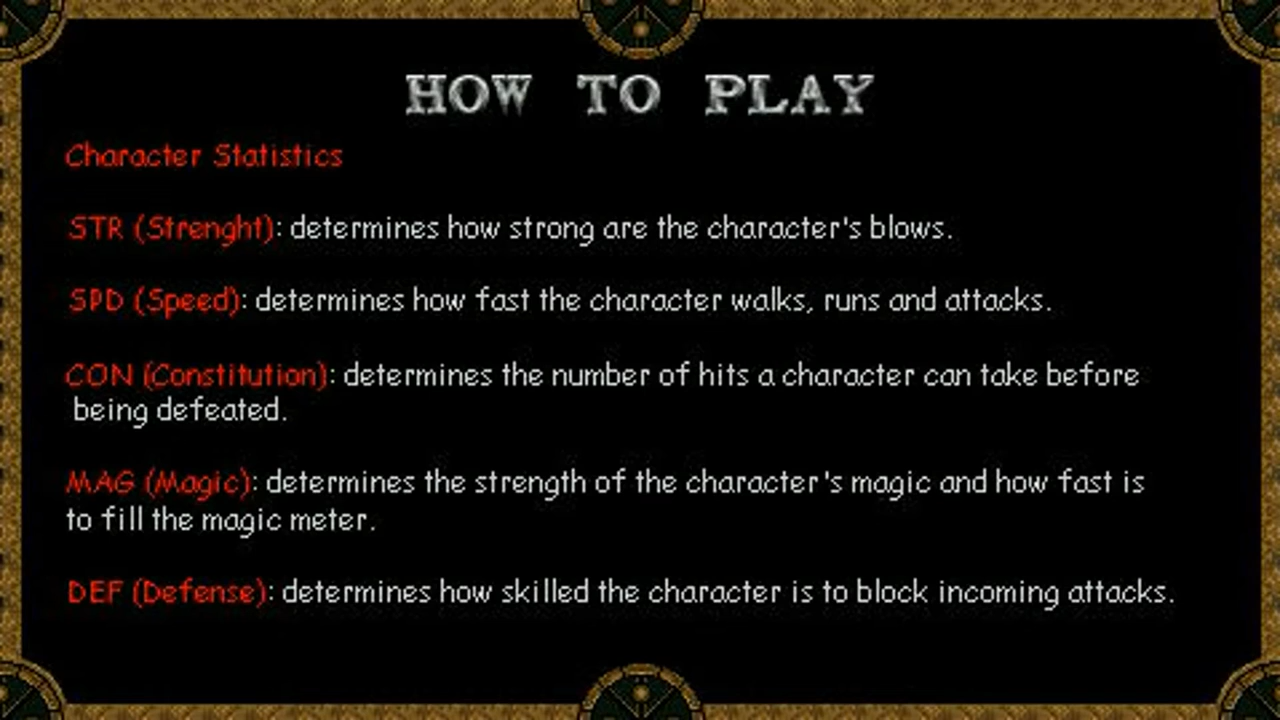 HOW TO PLAY
Character Statistics
STR (Strenght): determines how strong are the character's blows.
SPD (Speed): determines how fast the character walks, runs and attacks.
CON (Constitution): determines the number of hits a character can take before
being defeated.
MAG (Magic): determines the strength of the character's magic and how fast is
to fill the magic meter.
DEF (Defense): determines how skilled the character is to block incoming attacks.